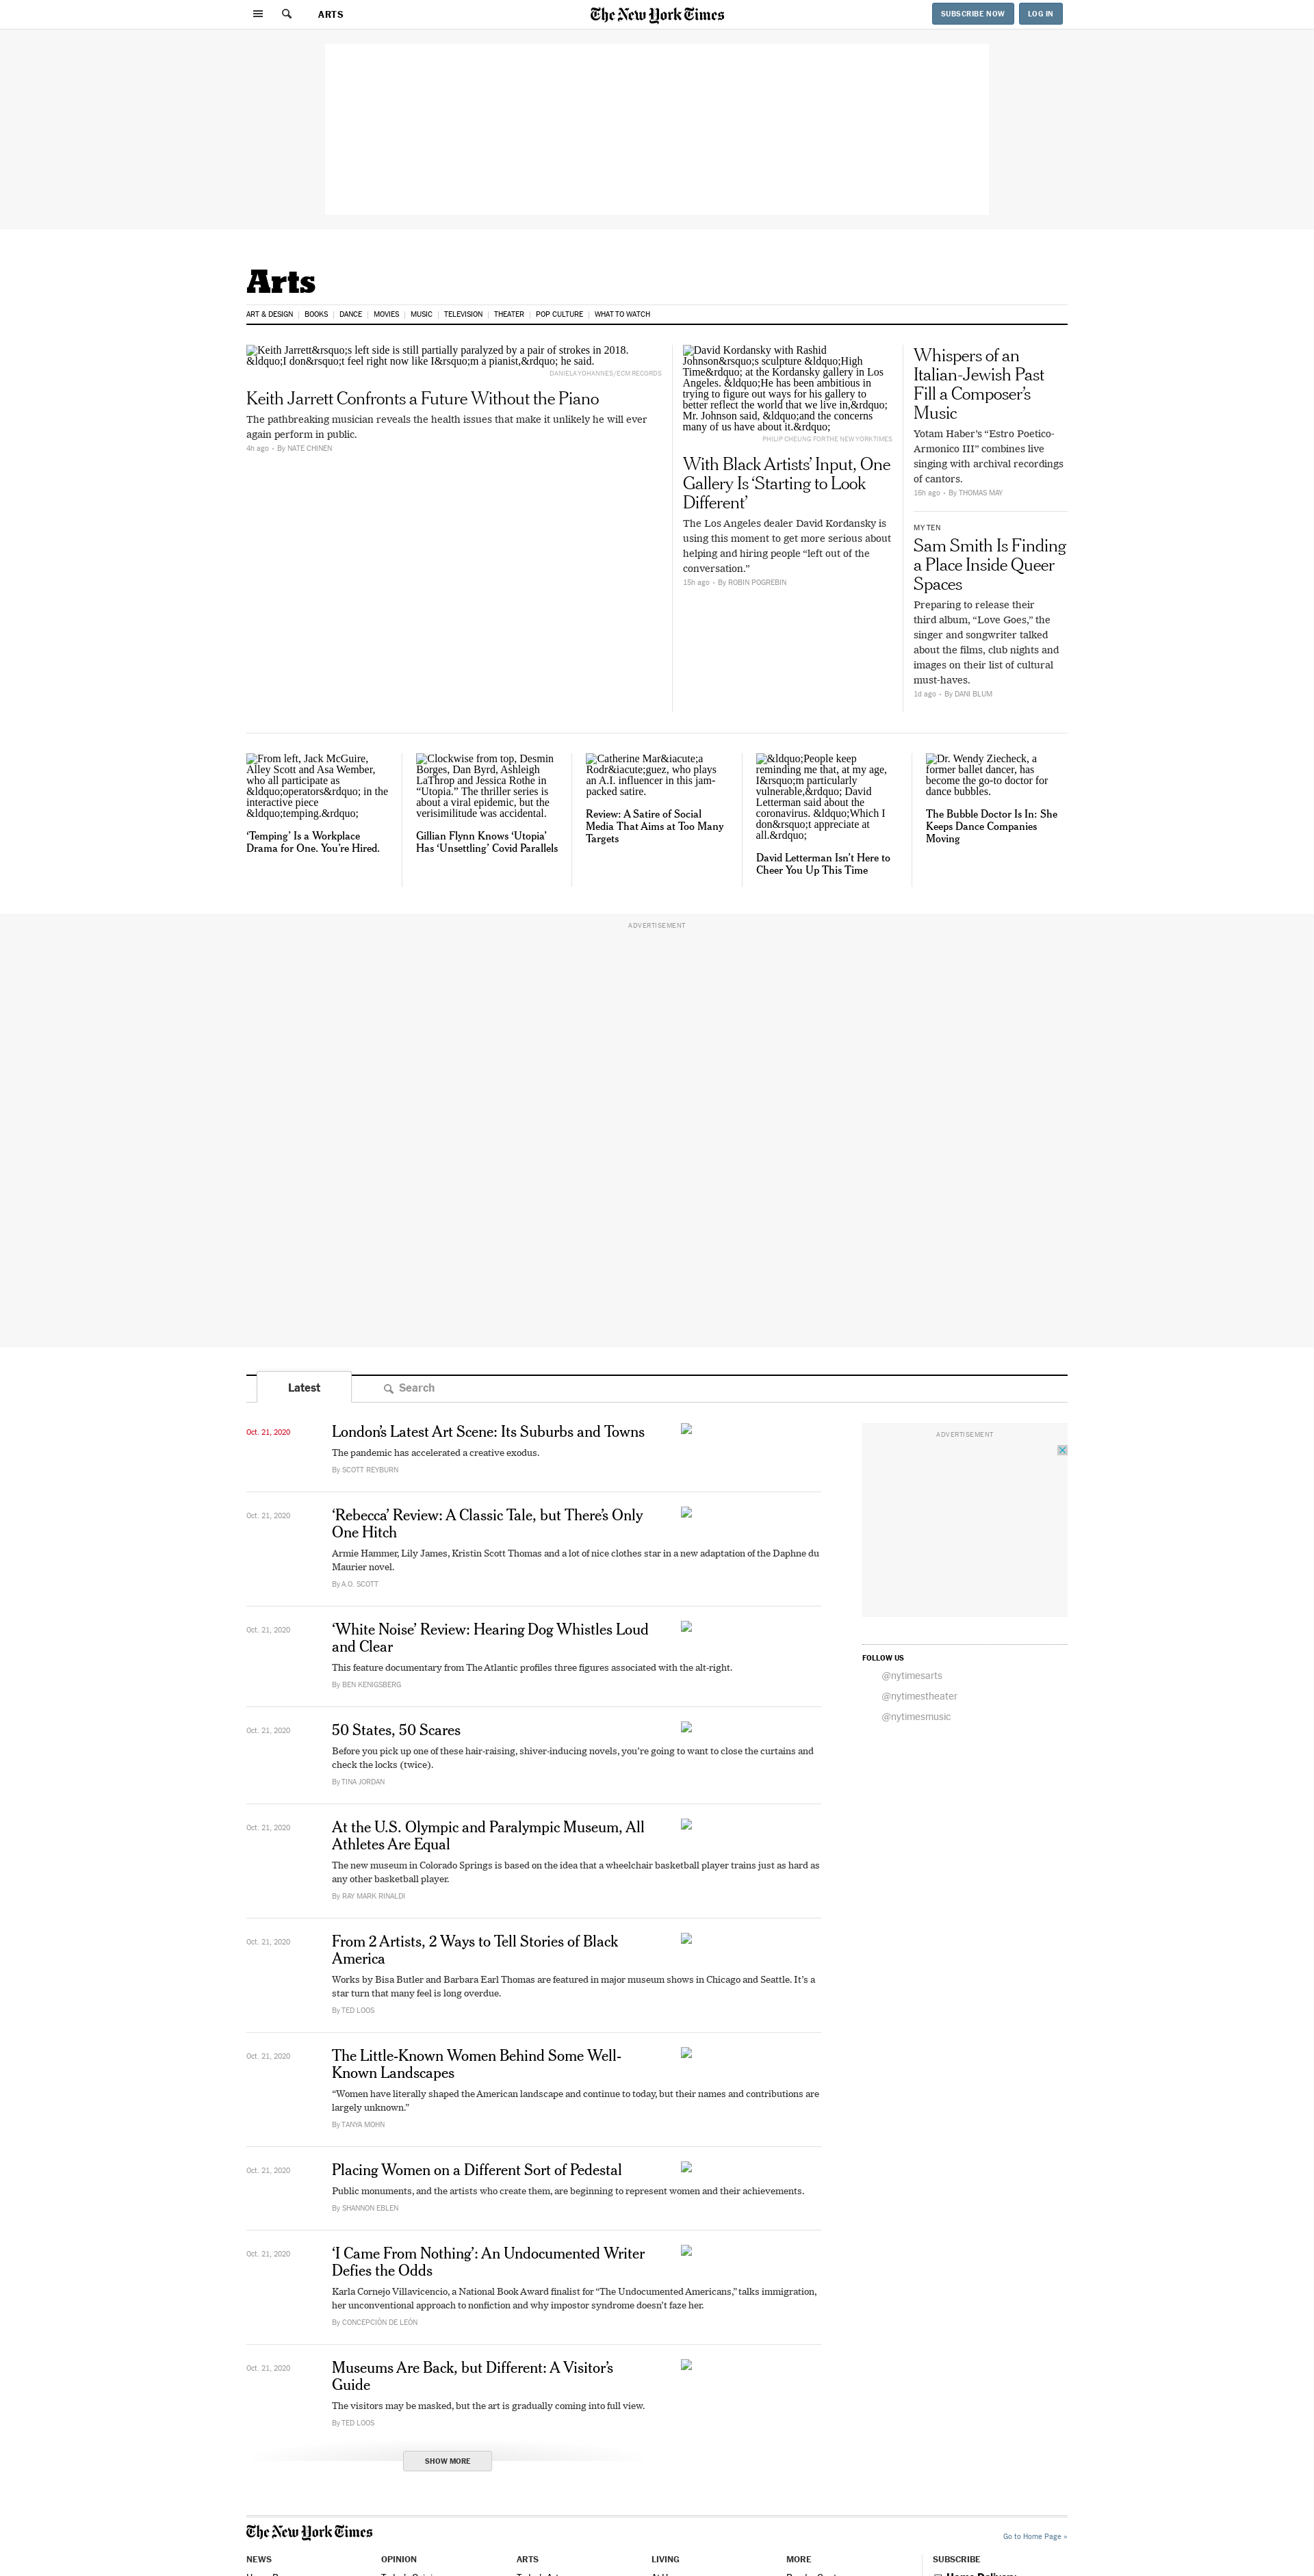 ARTS
The New York Times
SUBSCRIBE NOW
LOG IN
Arts
ART & DESIGN
BOOKS
DANCE
MOVIES
MUSIC
TELEVISION
THEATER
POP CULTURE
WHAT TO WATCH
Keith Jarrett&rsquo;s left side is still partially paralyzed by a pair of strokes in 2018.
&ldquo;I don&rsquo;t feel right now like I&rsquo;m a pianist,&rdquo; he said.
DANIELA YOHANNES/ECM RECORDS
Keith Jarrett Confronts a Future Without the Piano
The pathbreaking musician reveals the health issues that make it unlikely he will ever
again perform in public.
4h ago • By NATE CHINEN
David Kordansky with Rashid
Johnson&rsquo;s sculpture &ldquo;High
Time&rdquo; at the Kordansky gallery in Los
Angeles. &ldquo;He has been ambitious in
trying to figure out ways for his gallery to
better reflect the world that we live in,&rdquo;
Mr. Johnson said, &ldquo;and the concerns
many of us have about it.&rdquo;
PHILIP CHEUNG FOR THE NEW YORK TIMES
With Black Artists’ Input, One
Gallery Is ‘Starting to Look
Different’
The Los Angeles dealer David Kordansky is
using this moment to get more serious about
helping and hiring people “left out of the
conversation.”
15h ago • By ROBIN POGREBIN
Whispers of an
Italian-Jewish Past
Fill a Composer’s
Music
Yotam Haber’s “Estro Poetico-
Armonico III” combines live
singing with archival recordings
of cantors.
16h ago • By THOMAS MAY
MY TEN
Sam Smith Is Finding
a Place Inside Queer
Spaces
Preparing to release their
third album, “Love Goes,” the
singer and songwriter talked
about the films, club nights and
images on their list of cultural
must-haves.
1d ago • By DANI BLUM
From left, Jack McGuire,
Alley Scott and Asa Wember,
who all participate as
&ldquo;operators&rdquo; in the
interactive piece
&ldquo;temping.&rdquo;
‘Temping’ Is a Workplace
Drama for One. You’re Hired.
Clockwise from top, Desmin
Borges, Dan Byrd, Ashleigh
LaThrop and Jessica Rothe in
“Utopia.” The thriller series is
about a viral epidemic, but the
verisimilitude was accidental.
Gillian Flynn Knows ‘Utopia’
Has ‘Unsettling’ Covid Parallels
Catherine Mar&iacute;a
Rodr&iacute;guez, who plays
an A.I. influencer in this jam-
packed satire.
Review: A Satire of Social
Media That Aims at Too Many
Targets
&ldquo;People keep
reminding me that, at my age,
I&rsquo;m particularly
vulnerable,&rdquo; David
Letterman said about the
coronavirus. &ldquo;Which I
don&rsquo;t appreciate at
all.&rdquo;
David Letterman Isn’t Here to
Cheer You Up This Time
Dr. Wendy Ziecheck, a
former ballet dancer, has
become the go-to doctor for
dance bubbles.
The Bubble Doctor Is In: She
Keeps Dance Companies
Moving
ADVERTISEMENT
Latest
Search
Oct. 21, 2020
London’s Latest Art Scene: Its Suburbs and Towns
The pandemic has accelerated a creative exodus.
By SCOTT REYBURN
Oct. 21, 2020
‘Rebecca’ Review: A Classic Tale, but There’s Only
One Hitch
Armie Hammer, Lily James, Kristin Scott Thomas and a lot of nice clothes star in a new adaptation of the Daphne du
Maurier novel.
By A.O. SCOTT
Oct. 21, 2020
‘White Noise’ Review: Hearing Dog Whistles Loud
and Clear
This feature documentary from The Atlantic profiles three figures associated with the alt-right.
By BEN KENIGSBERG
Oct. 21, 2020
50 States, 50 Scares
Before you pick up one of these hair-raising, shiver-inducing novels, you’re going to want to close the curtains and
check the locks (twice).
By TINA JORDAN
Oct. 21, 2020
At the U.S. Olympic and Paralympic Museum, All
Athletes Are Equal
The new museum in Colorado Springs is based on the idea that a wheelchair basketball player trains just as hard as
any other basketball player.
By RAY MARK RINALDI
Oct. 21, 2020
From 2 Artists, 2 Ways to Tell Stories of Black
America
Works by Bisa Butler and Barbara Earl Thomas are featured in major museum shows in Chicago and Seattle. It’s a
star turn that many feel is long overdue.
By TED LOOS
Oct. 21, 2020
The Little-Known Women Behind Some Well-
Known Landscapes
“Women have literally shaped the American landscape and continue to today, but their names and contributions are
largely unknown.”
By TANYA MOHN
Oct. 21, 2020
Placing Women on a Different Sort of Pedestal
Public monuments, and the artists who create them, are beginning to represent women and their achievements.
By SHANNON EBLEN
Oct. 21, 2020
‘I Came From Nothing’: An Undocumented Writer
Defies the Odds
Karla Cornejo Villavicencio, a National Book Award finalist for “The Undocumented Americans,” talks immigration,
her unconventional approach to nonfiction and why impostor syndrome doesn’t faze her.
By CONCEPCIÓN DE LEÓN
Oct. 21, 2020
Museums Are Back, but Different: A Visitor’s
Guide
The visitors may be masked, but the art is gradually coming into full view.
By TED LOOS
SHOW MORE
ADVERTISEMENT
FOLLOW US
@nytimesarts
@nytimestheater
@nytimesmusic
The New York Times
Go to Home Page »
NEWS
OPINION
ARTS
LIVING
MORE
SUBSCRIBE